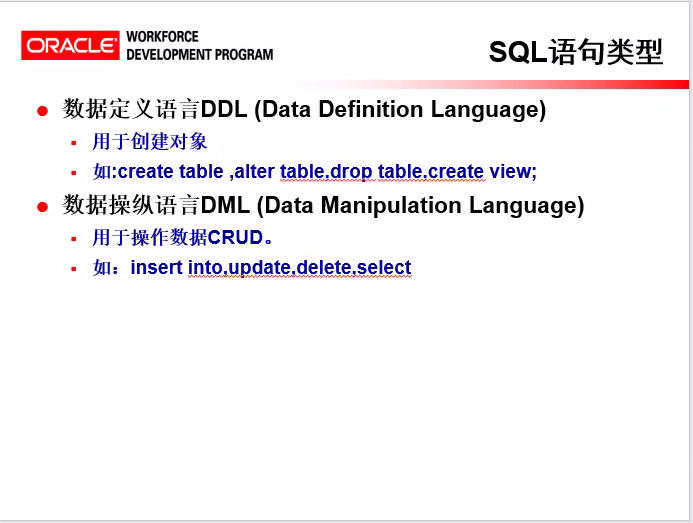 ORACLE WORKFORCE
DEVELOPMENT PROGRAM
SQL语句类型
数据定义语言DDL (Data Definition Language)
用于创建对象
如:create table ,alter table,drop table,create view;
数据操纵语言DML (Data Manipulation Language)
用于操作数据CRUD。
如：insert into,update,delete,select